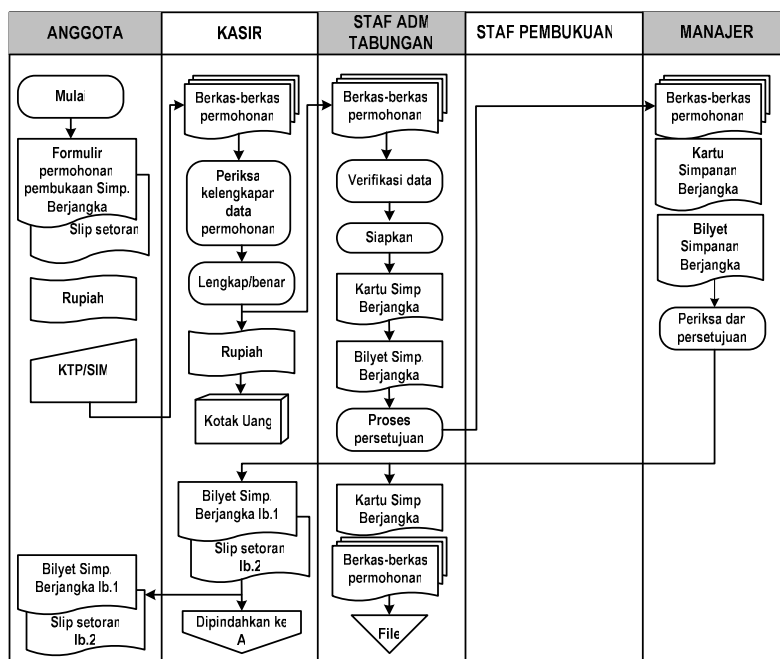 ANGGOTA
KASIR
STAF ADM
TABUNGAN
STAF PEMBUKUAN
MANAJER
Mulai
Formulir
permohonan
pembukaan Simp.
Berjangka
Slip setoran
Rupiah
KTP/SIM
Bilyet Simp.
Berjangka lb.1
Slip setoran
lb.2
Berkas-berkas
permohonan
Periksa
kelengkapan
data
permohonan
Lengkap/benar
Rupiah
Kotak Uang
Bilyet Simp.
Berjangka lb.1
Slip setoran
lb.2
Dipindahkan ke
A
Berkas-berkas
permohonan
Verifikasi data
Siapkan
Kartu Simp
Berjangka
Bilyet Simp.
Berjangka
Proses
persetujuan
Kartu Simp
Berjangka
Berkas-berkas
permohonan
File
Berkas-berkas
permohonan
Kartu
Simpanan
Berjangka
Bilyet
Simpanan
Berjangka
Periksa dan
persetujuan